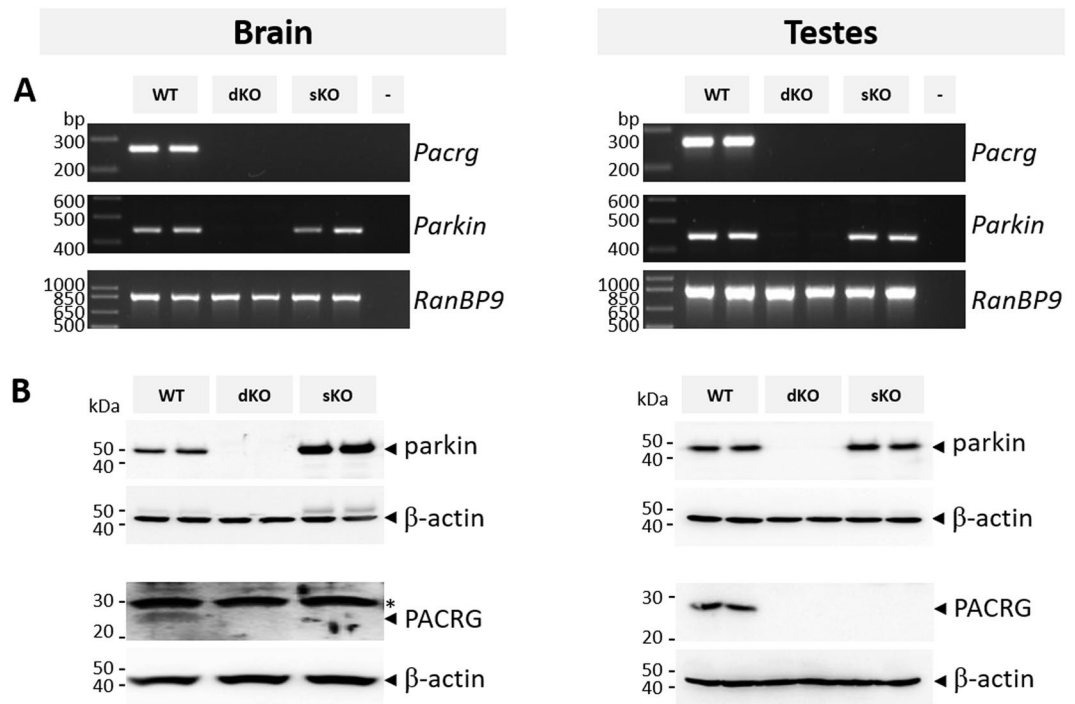 Brain
Testes
A
WT dKO sKO -
bp
300
200
Pacrg
600
500
400
Parkin
1000
850
650
500
RanBP9
WT dKO sKO -
bp
300
200
Pacrg
600
500
400
Parkin
1000
850
650
500
RanBP9
B
WT dKO sKO
kDa
50 -
40 -
parkin
50 -
40 -
β-actin
30 -
20 -
*
PACRG
50 -
40 -
β-actin
WT dKO sKO
kDa
50 -
40 -
parkin
50 -
40 -
β-actin
30 -
20 -
PACRG
50 -
40 -
β-actin